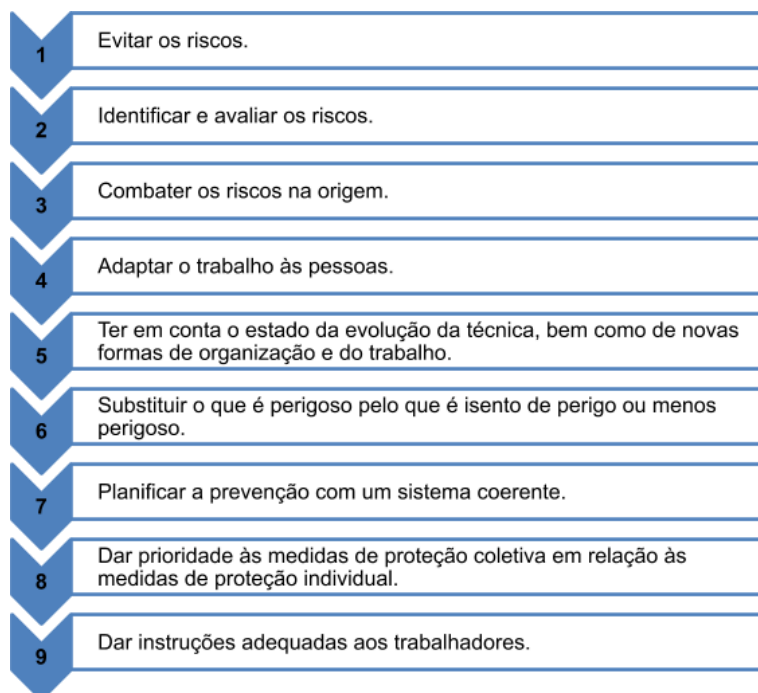 1
Evitar os riscos.
2
Identificar e avaliar os riscos.
3
Combater os riscos na origem.
4
Adaptar o trabalho às pessoas.
5
Ter em conta o estado da evolução da técnica, bem como de novas
formas de organização e do trabalho.
6
Substituir o que é perigoso pelo que é isento de perigo ou menos
perigoso.
7
Planificar a prevenção com um sistema coerente.
8
Dar prioridade às medidas de proteção coletiva em relação às
medidas de proteção individual.
9
Dar instruções adequadas aos trabalhadores.